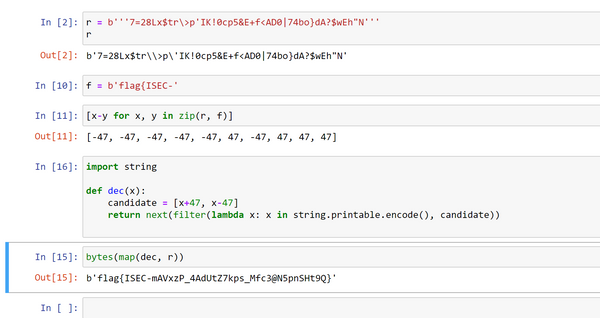 In [2]: r = b'''7=28Lx$tr\>p'IK!0cp5&E+f<AD0|74bo}dA?$wEh"N'''
r
Out[2]: b'7=28Lx$tr\\>p\'IK!0cp5&E+f<AD0|74bo}dA?$wEh"N'
In [10]: f = b'flag{ISEC-'
In [11]: [x-y for x, y in zip(r, f)]
Out[11]: [-47, -47, -47, -47, -47, 47, -47, 47, 47, 47]
In [16]: import string
def dec(x):
candidate = [x+47, x-47]
return next(filter(lambda x: x in string.printable.encode(), candidate))
In [15]: bytes(map(dec, r))
Out[15]: b'flag{ISEC-mAVxzP_4AdUtZ7kps_Mfc3@N5pnSHt9Q}'
In [ ]: